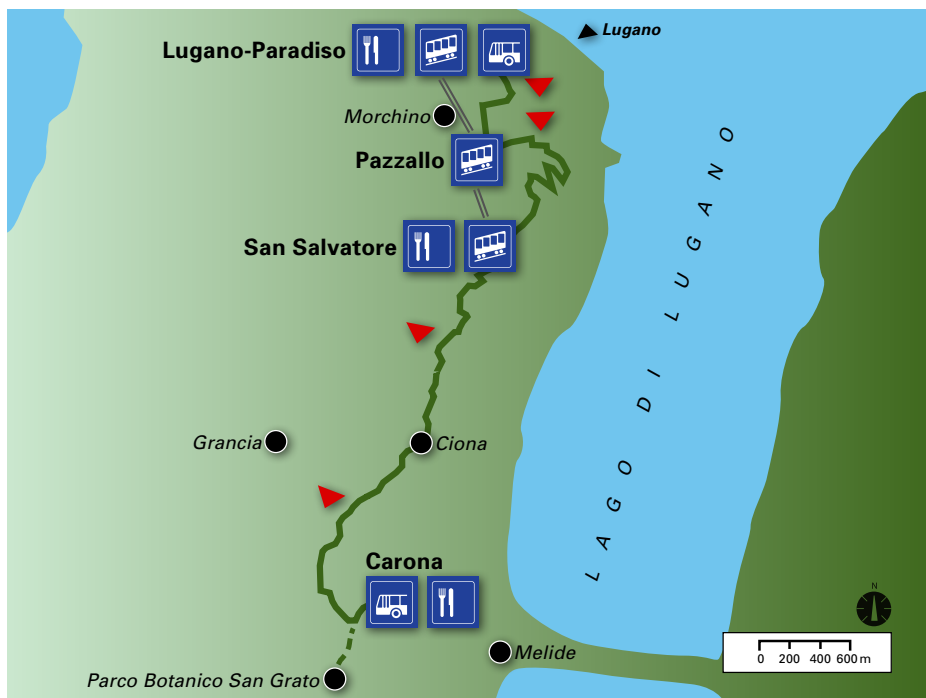 Lugano
Lugano-Paradiso
Morchino
Pazzallo
San Salvatore
LAGO DI LUGANO
Grancia
Ciona
Carona
N
0 200 400 600 m
Melide
Parco Botanico San Grato